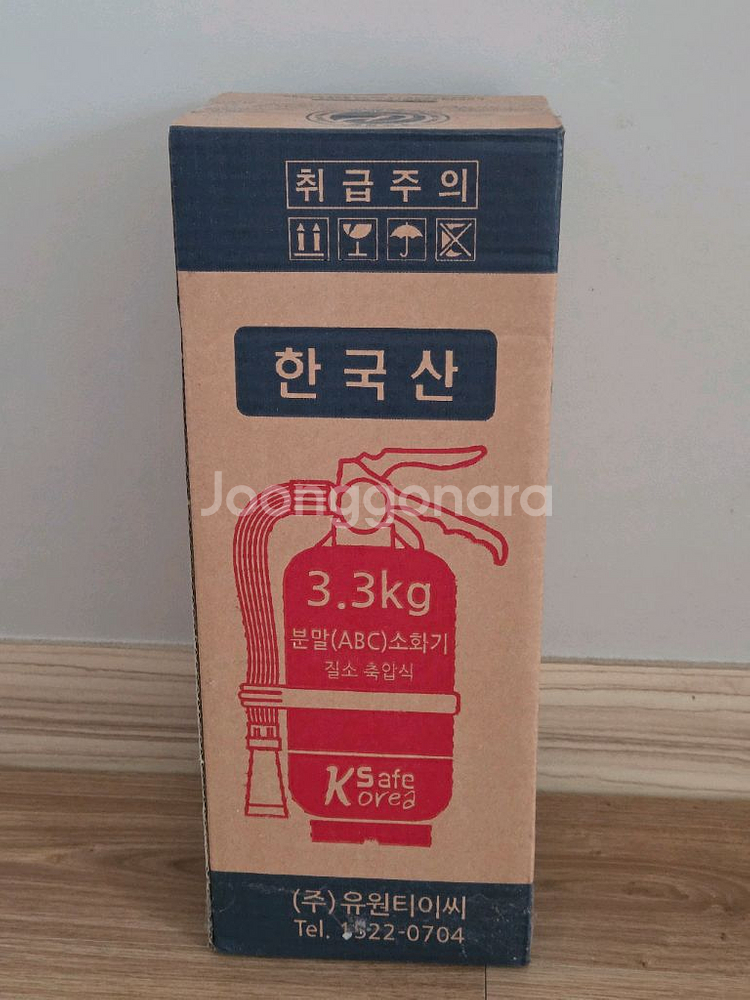 취급주의
한국산
Joonggonara
3.3kg
분말(ABC)소화기
질소 축압식
K Safe
Korea
(주)유원티이씨
Tel. 1522-0704